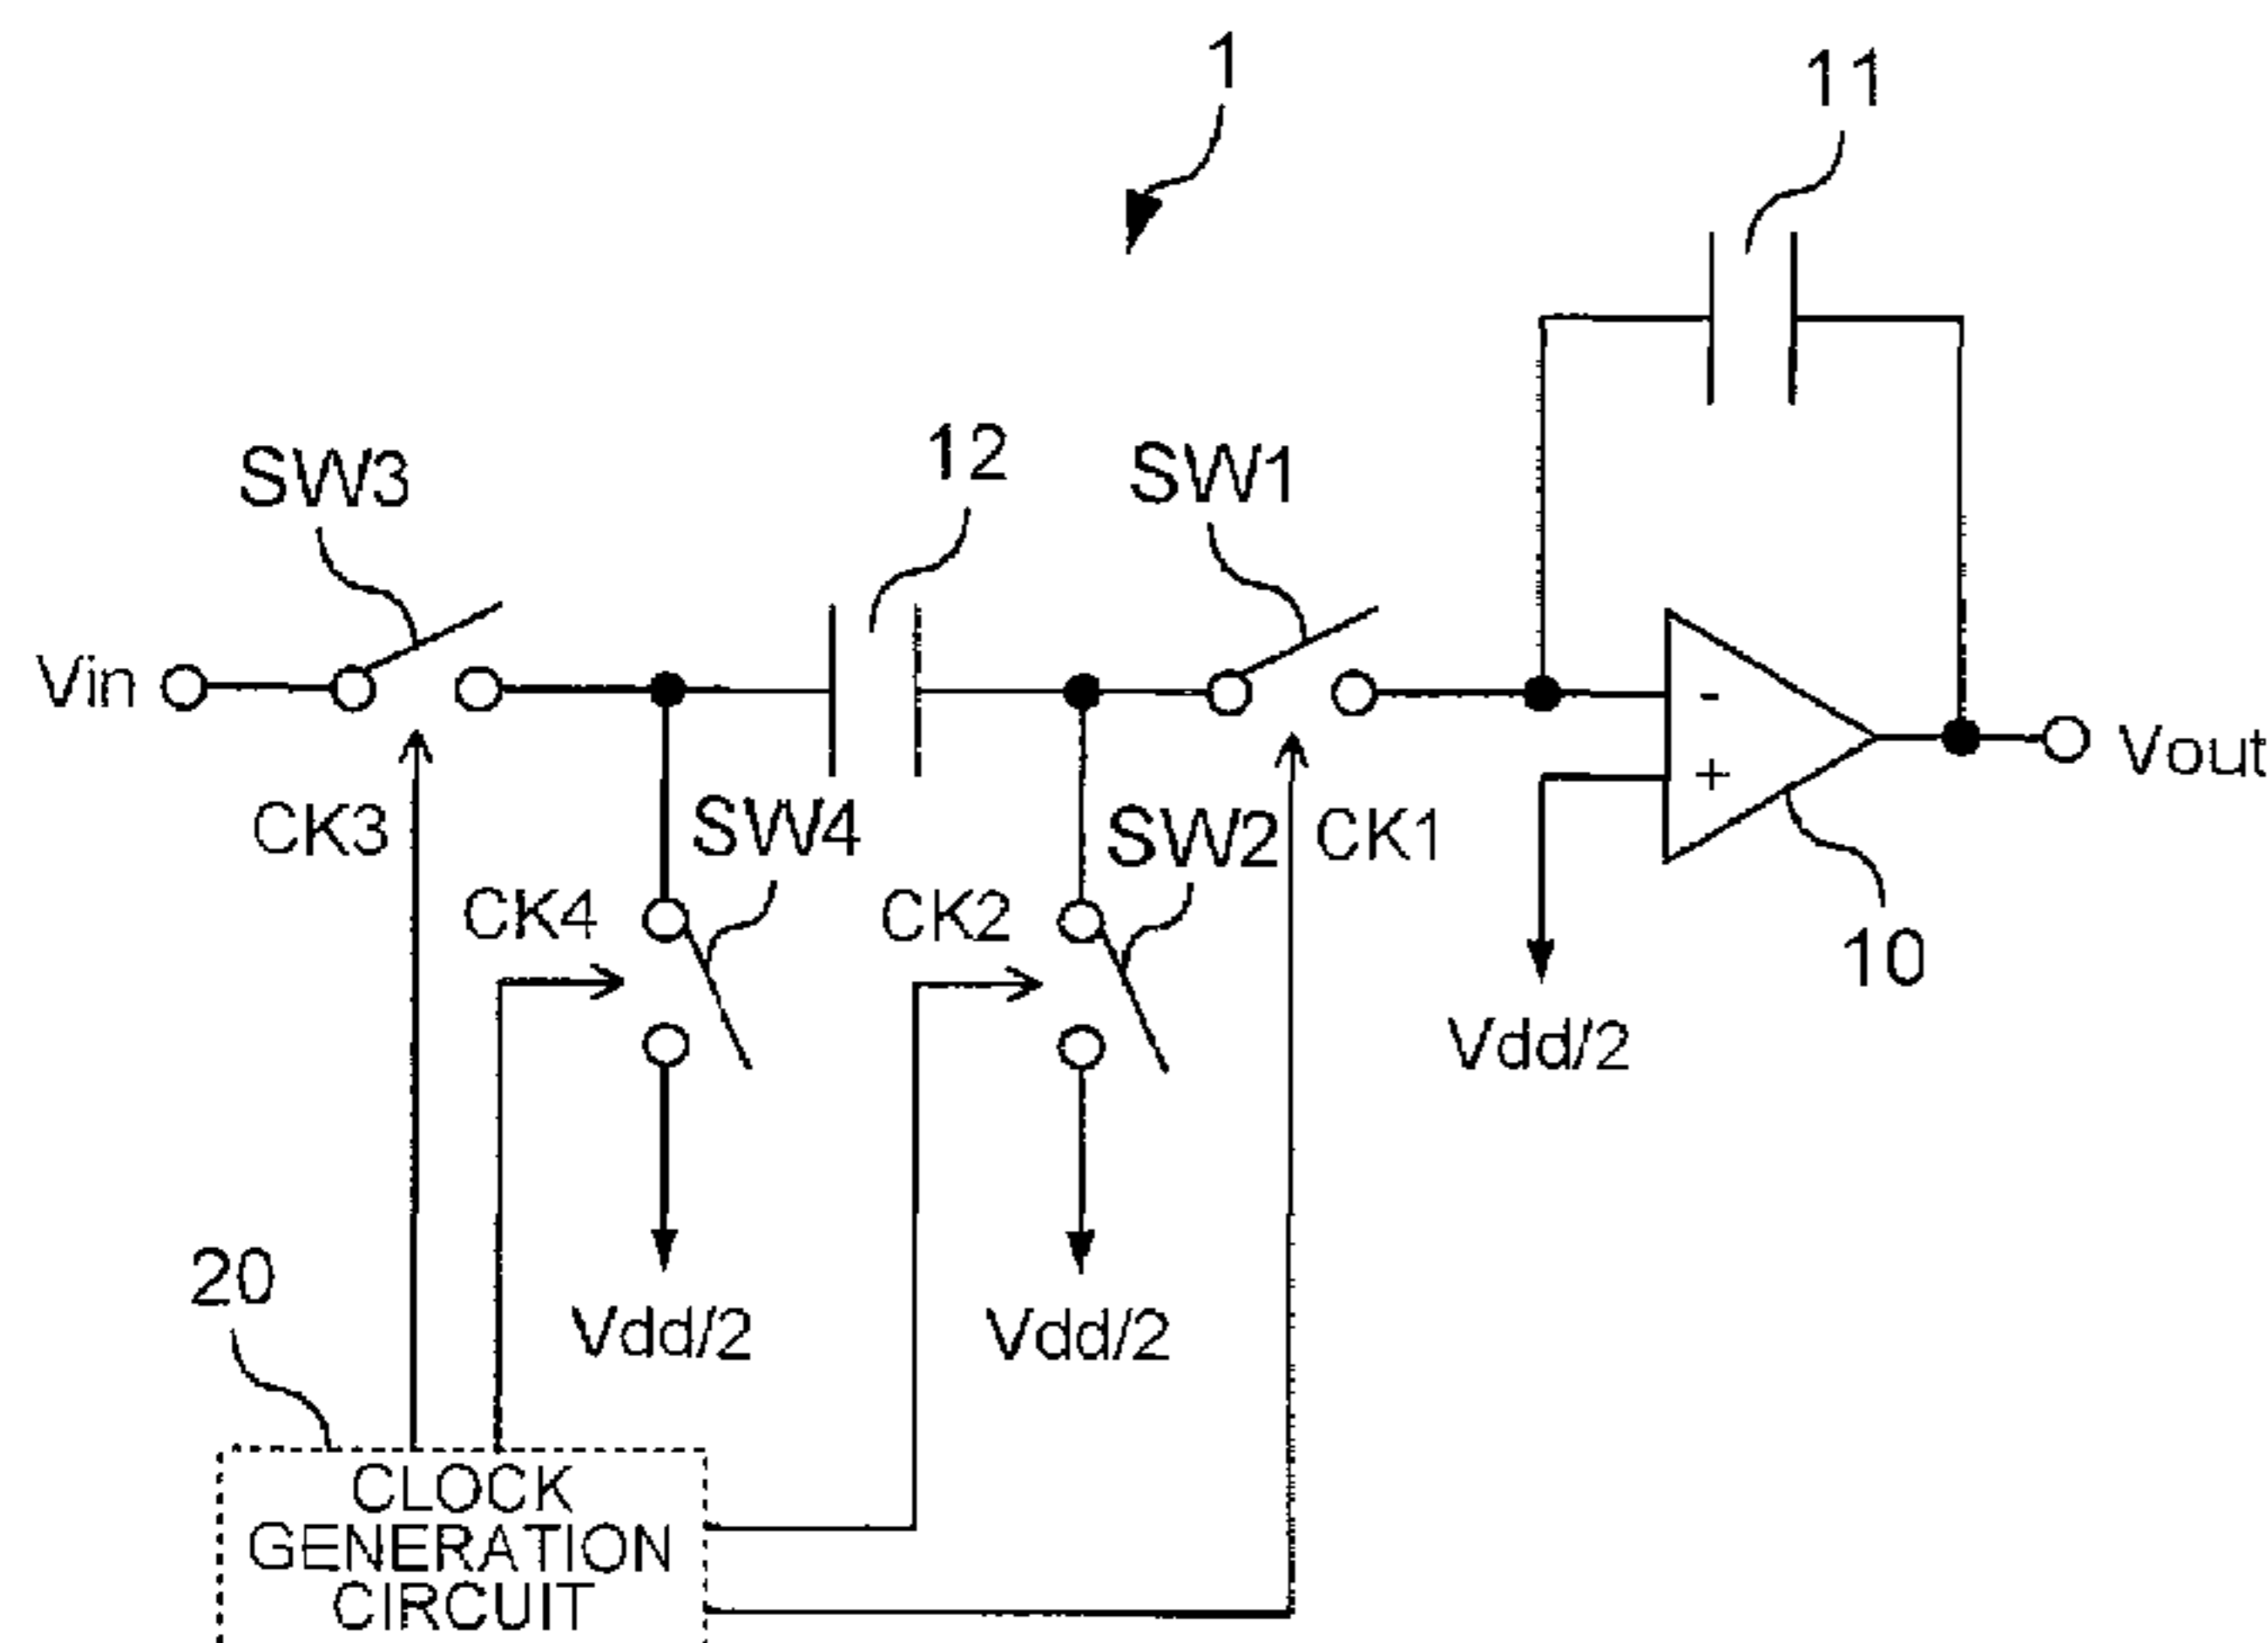 1
11
12
SW3
SW1
Vin
-
+
Vout
CK3
SW4
SW2
CK1
CK4
CK2
10
Vdd/2
20
Vdd/2
Vdd/2
CLOCK
GENERATION
CIRCUIT